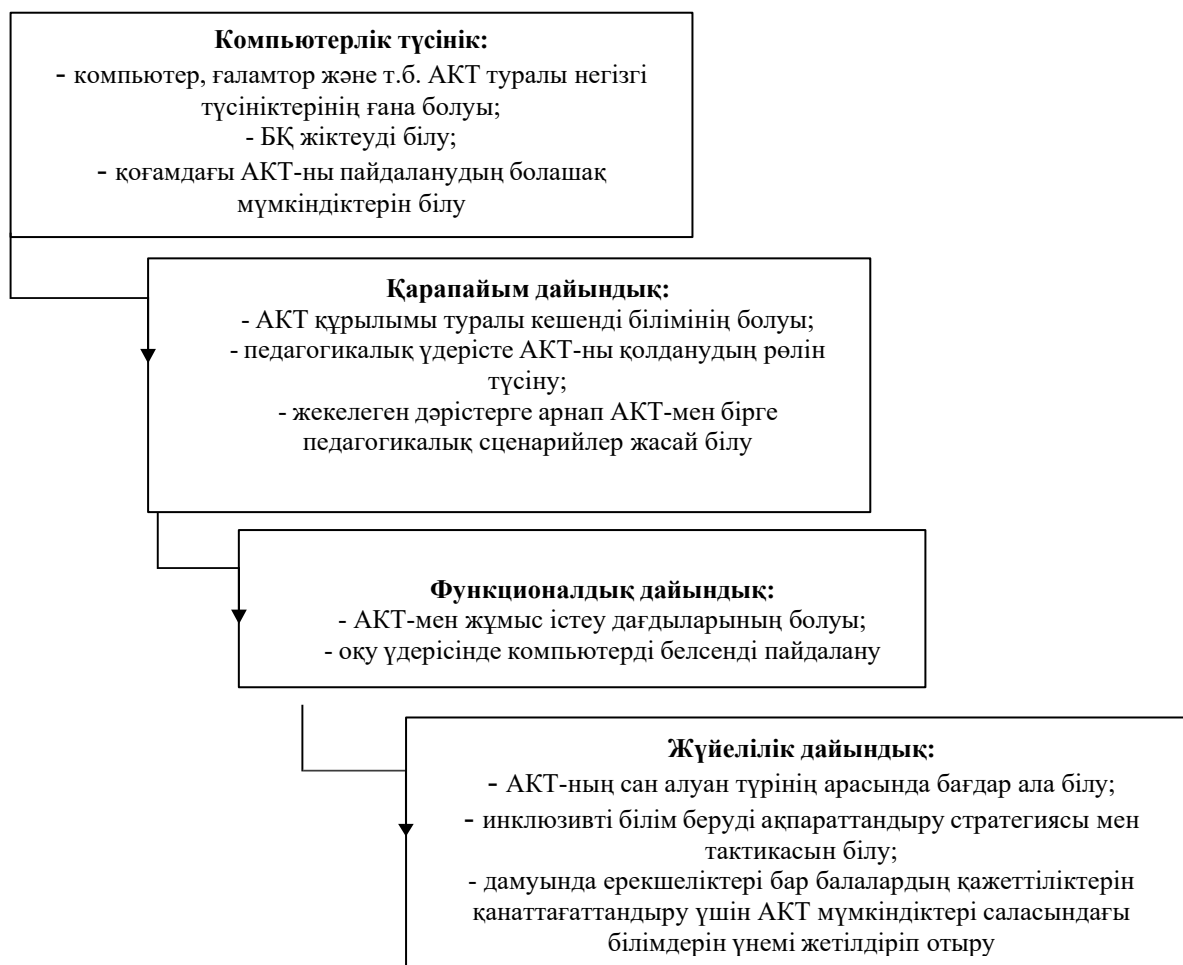 Компьютерлік түсінік:
- компьютер, ғаламтор және т.б. АКТ туралы негізгі
түсініктерінің ғана болуы;
- БҚ жіктеуді білу;
- қоғамдағы АКТ-ны пайдаланудың болашақ
мүмкіндіктерін білу
Қарапайым дайындық:
- АКТ құрылымы туралы кешенді білімінің болуы;
- педагогикалық үдерісте АКТ-ны қолданудың рөлін
түсіну;
- жекелеген дәрістерге арнап АКТ-мен бірге
педагогикалық сценарийлер жасай білу
Функционалдық дайындық:
- АКТ-мен жұмыс істеу дағдыларының болуы;
- оқу үдерісінде компьютерді белсенді пайдалану
Жүйелілік дайындық:
- АКТ-ның сан алуан түрінің арасында бағдар ала білу;
- инклюзивті білім беруді ақпараттандыру стратегиясы мен
тактикасын білу;
- дамуында ерекшеліктері бар балалардың қажеттіліктерін
қанаттағаттандыру үшін АКТ мүмкіндіктері саласындағы
білімдерін үнемі жетілдіріп отыру